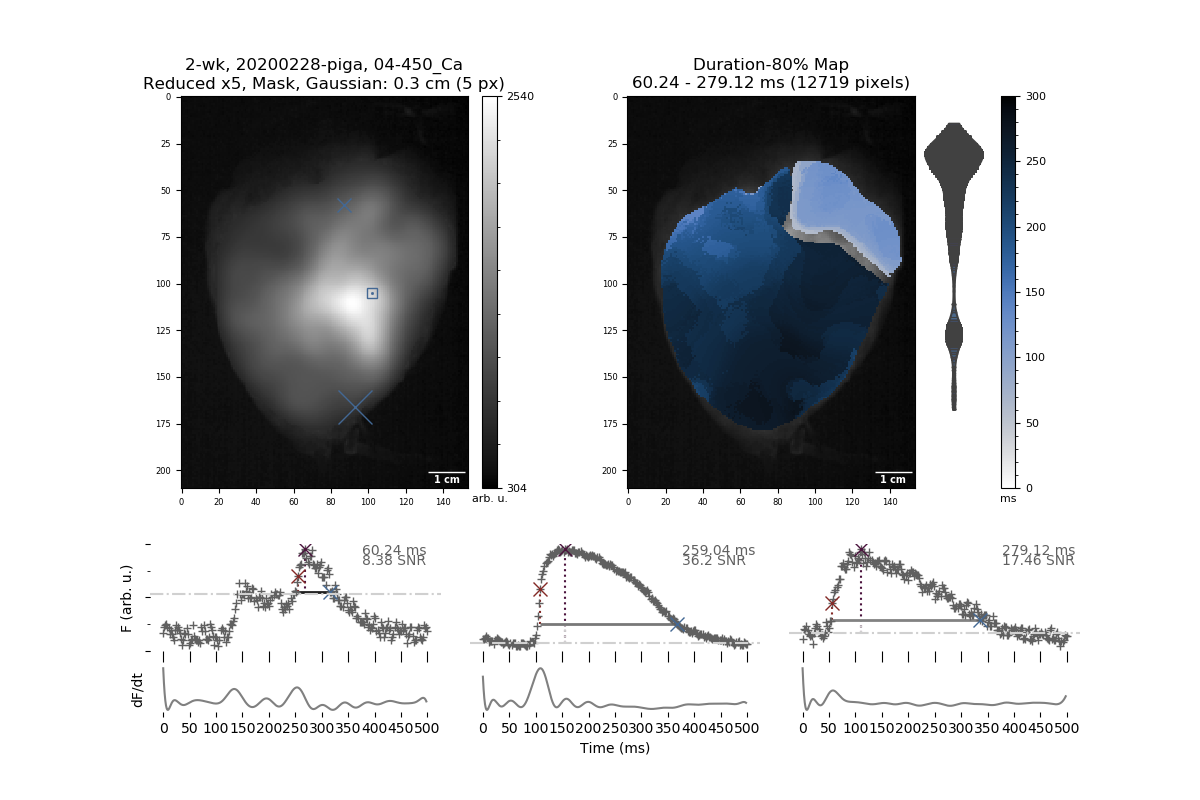 2-wk, 20200228-piga, 04-450_Ca
Reduced x5, Mask, Gaussian: 0.3 cm (5 px)
Duration-80% Map
60.24 - 279.12 ms (12719 pixels)
0
25
50
75
100
125
150
175
200
0 20 40 60 80 100 120 140
1 cm
2540
304
arb. u.
0
25
50
75
100
125
150
175
200
0 20 40 60 80 100 120 140
1 cm
300
250
200
150
100
50
0
ms
F (arb. u.)
60.24 ms
8.38 SNR
259.04 ms
36.2 SNR
279.12 ms
17.46 SNR
dF/dt
0 50 100 150 200 250 300 350 400 450 500
0 50 100 150 200 250 300 350 400 450 500
0 50 100 150 200 250 300 350 400 450 500
Time (ms)